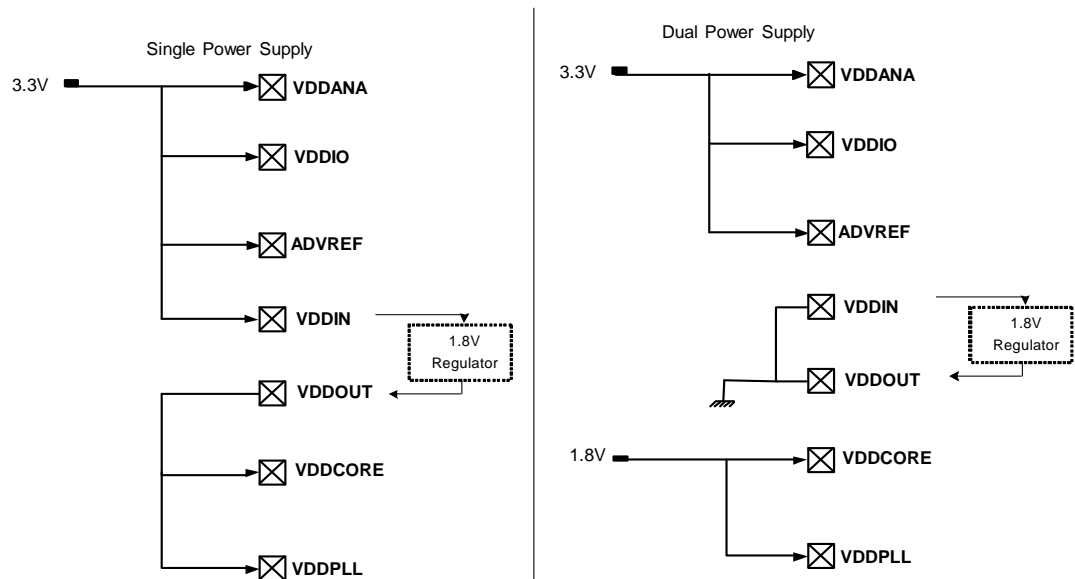 Single Power Supply
3.3V
VDDANA
VDDIO
ADVREF
VDDIN
1.8V
Regulator
VDDOUT
VDDCORE
VDDPLL
Dual Power Supply
3.3V
VDDANA
VDDIO
ADVREF
VDDIN
1.8V
Regulator
VDDOUT
1.8V
VDDCORE
VDDPLL